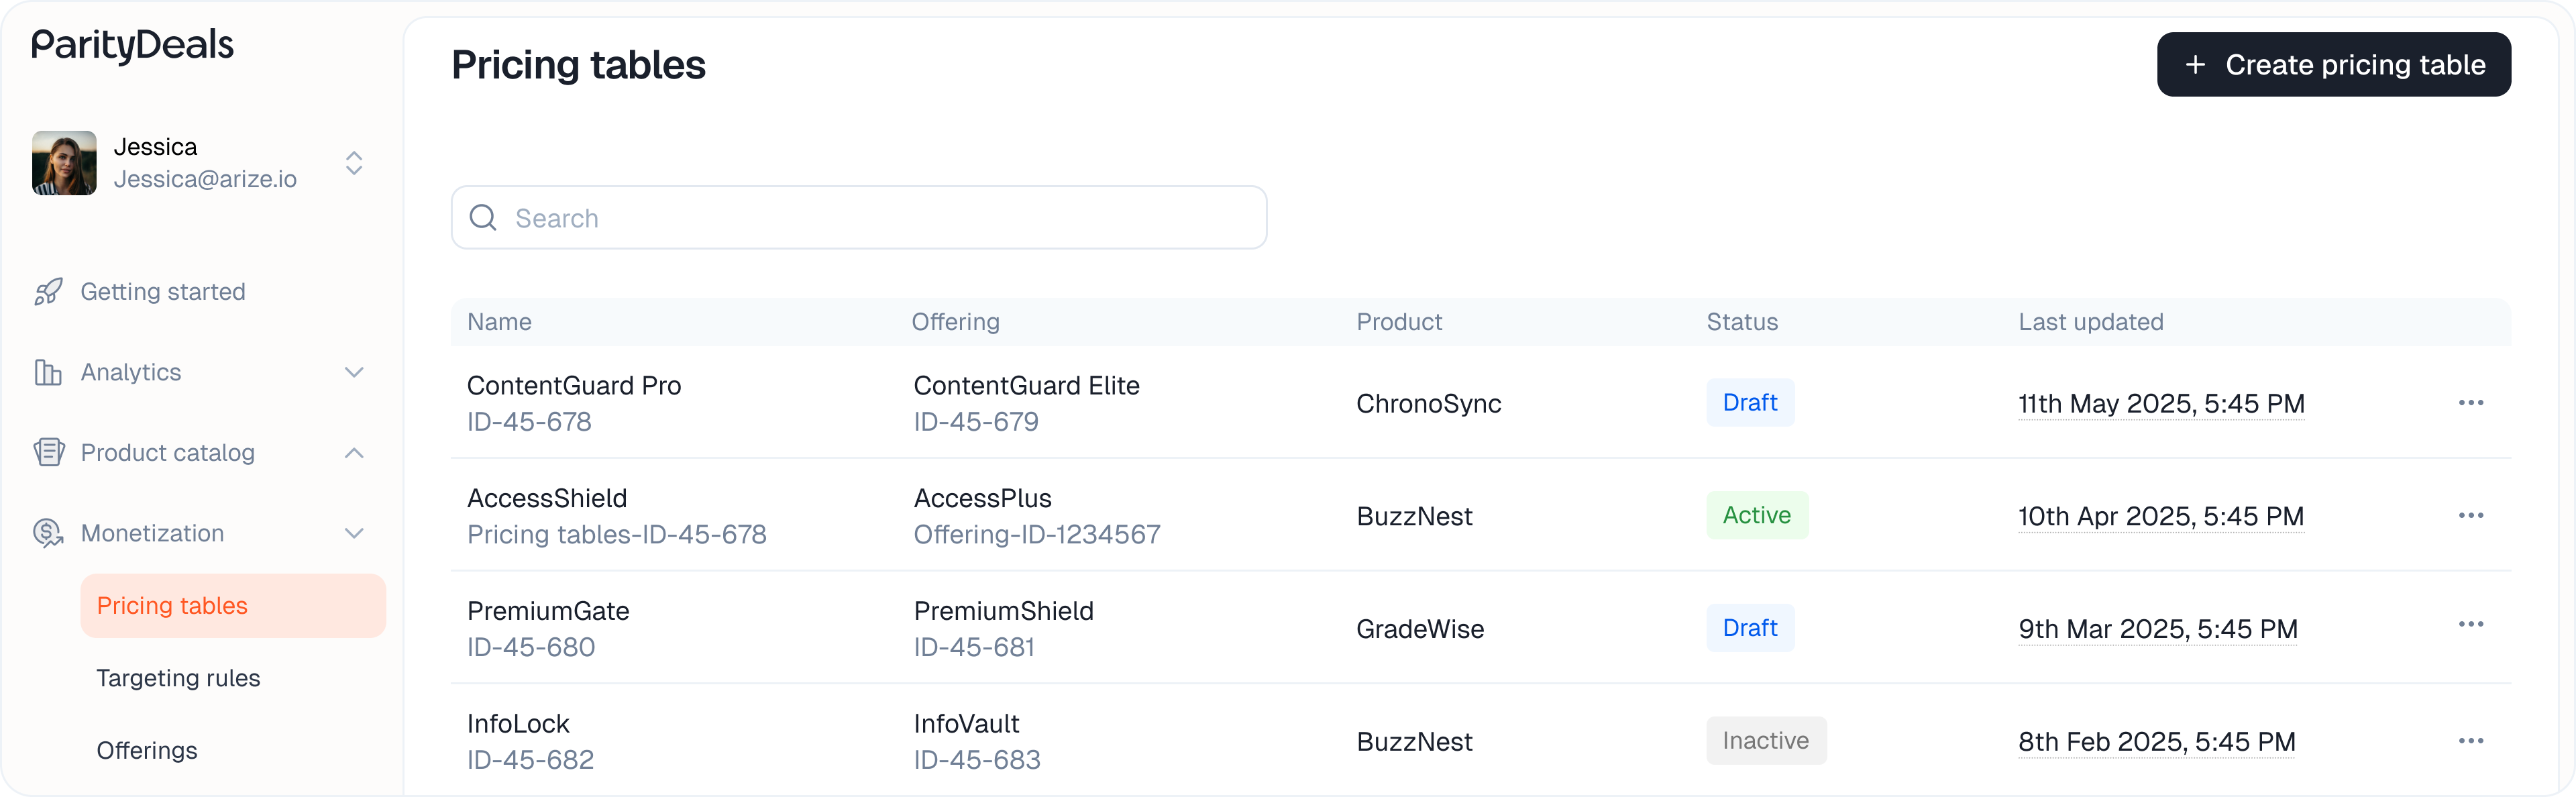 ParityDeals
Jessica
Jessica@arize.io
Getting started
Analytics
Product catalog
Monetization
Pricing tables
Targeting rules
Offerings
Pricing tables
+ Create pricing table
Search
Name Offering Product Status Last updated
ContentGuard Pro ContentGuard Elite ChronoSync Draft 11th May 2025, 5:45 PM
ID-45-678 ID-45-679
AccessShield AccessPlus BuzzNest Active 10th Apr 2025, 5:45 PM
Pricing tables-ID-45-678 Offering-ID-1234567
PremiumGate PremiumShield GradeWise Draft 9th Mar 2025, 5:45 PM
ID-45-680 ID-45-681
InfoLock InfoVault BuzzNest Inactive 8th Feb 2025, 5:45 PM
ID-45-682 ID-45-683